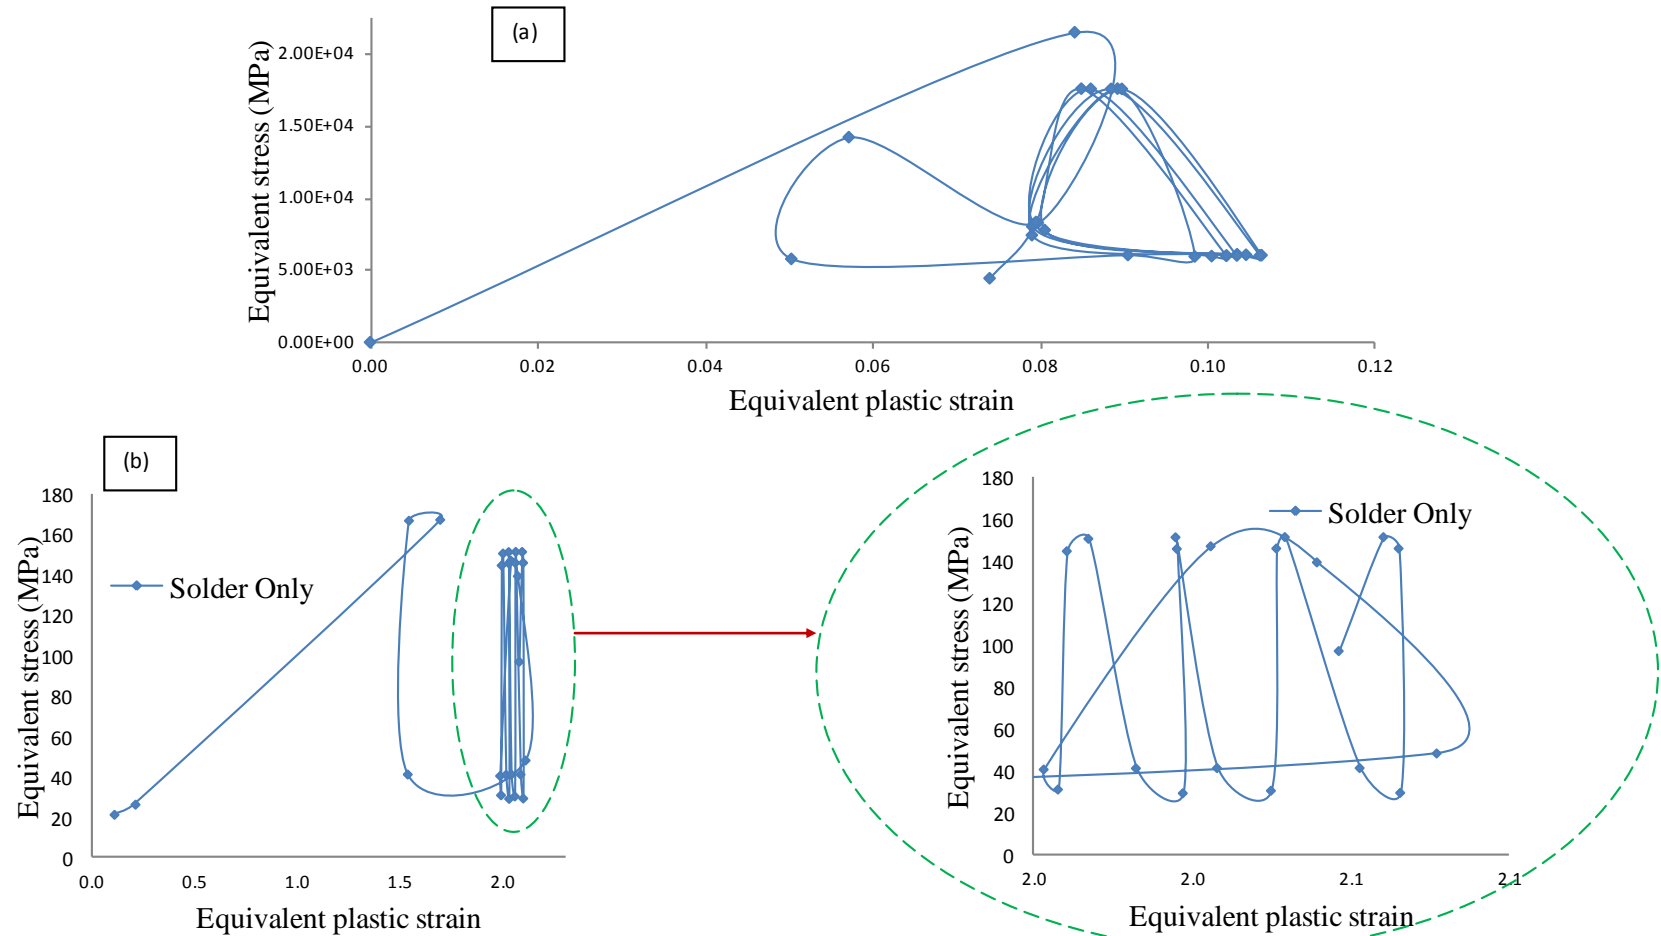 (a)
Equivalent stress (MPa)
2.00E+04
1.50E+04
1.00E+04
5.00E+03
0.00E+00
0.00 0.02 0.04 0.06 0.08 0.10 0.12
Equivalent plastic strain
(b)
Equivalent stress (MPa)
180
160
140
120
100
80
60
40
20
0
Solder Only
0.0 0.5 1.0 1.5 2.0
Equivalent plastic strain
Equivalent stress (MPa)
180
160
140
120
100
80
60
40
20
0
Solder Only
2.0 2.0 2.1 2.1
Equivalent plastic strain